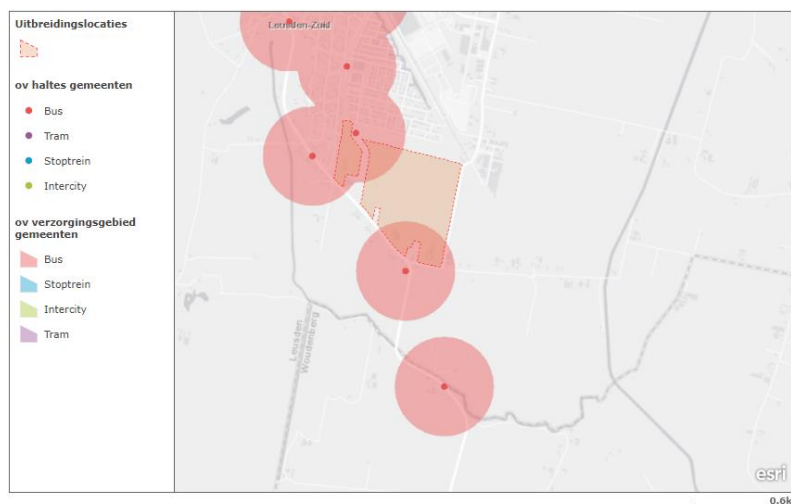 Uitbreidingslocaties
ov haltes gemeenten
Bus
Tram
Stoptrein
Intercity
ov verzorgingsgebied
gemeenten
Bus
Stoptrein
Intercity
Tram
Leusden-Zuid
Leusden
Woudenberg
esri
0.6k